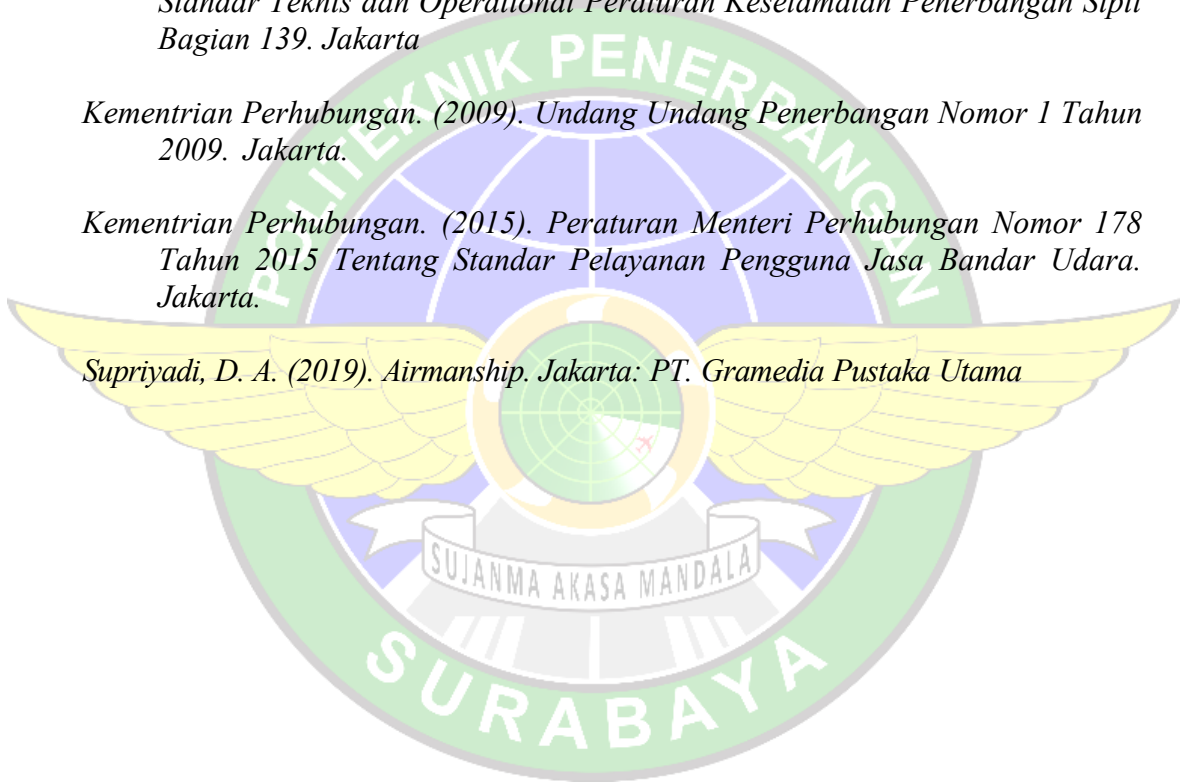 Standar Teknis dan Operational Peraturan Keselamatan Penerbangan Sipil
Bagian 139. Jakarta
Kementrian Perhubungan. (2009). Undang Undang Penerbangan Nomor 1 Tahun
2009. Jakarta.
Kementrian Perhubungan. (2015). Peraturan Menteri Perhubungan Nomor 178
Tahun 2015 Tentang Standar Pelayanan Pengguna Jasa Bandar Udara.
Jakarta.
Supriyadi, D. A. (2019). Airmanship. Jakarta: PT. Gramedia Pustaka Utama
POLITEKNIK PENERBANGAN
SUJANMA AKASA MANDALA
SURABAYA